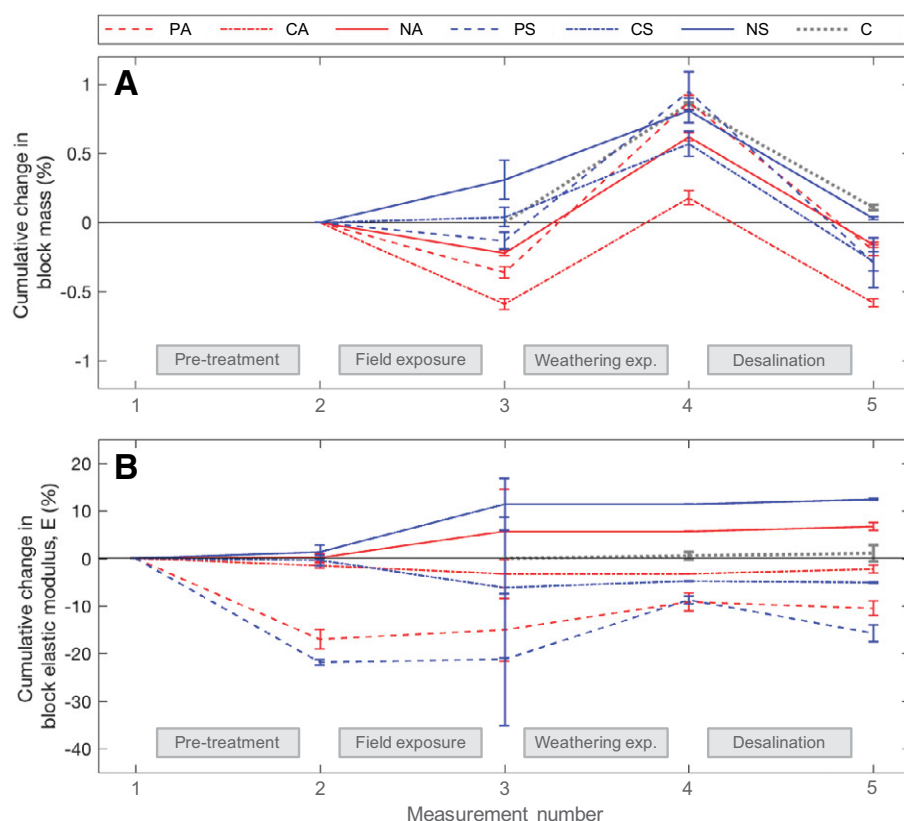 PA CA NA PS CS NS C
A
Cumulative change in
block mass (%)
1
0.5
0
-0.5
-1
Pre-treatment Field exposure Weathering exp. Desalination
1 2 3 4 5
B
Cumulative change in
block elastic modulus, E (%)
20
10
0
-10
-20
-30
-40
Pre-treatment Field exposure Weathering exp. Desalination
1 2 3 4 5
Measurement number